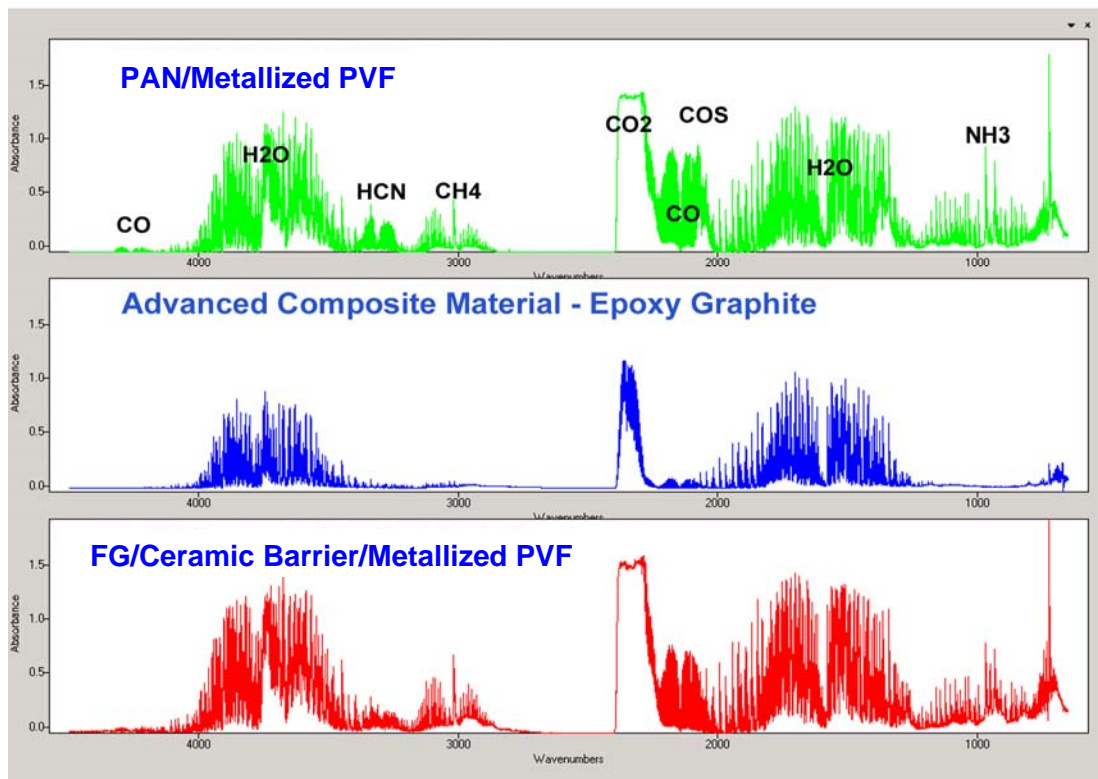 PAN/Metallized PVF
Absorbance
1.5
1.0
0.5
0.0
CO
H2O
HCN
CH4
CO2
COS
CO
H2O
NH3
4000
3000
2000
1000
Wavenumbers
Advanced Composite Material - Epoxy Graphite
Absorbance
1.5
1.0
0.5
0.0
4000
3000
2000
1000
Wavenumbers
FG/Ceramic Barrier/Metallized PVF
Absorbance
1.5
1.0
0.5
0.0
4000
3000
2000
1000
Wavenumbers